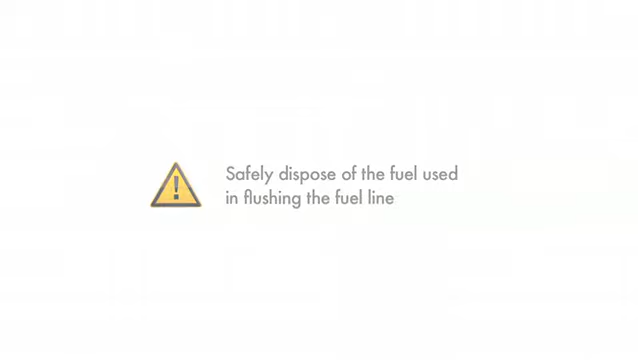 Safely dispose of the fuel used
in flushing the fuel line